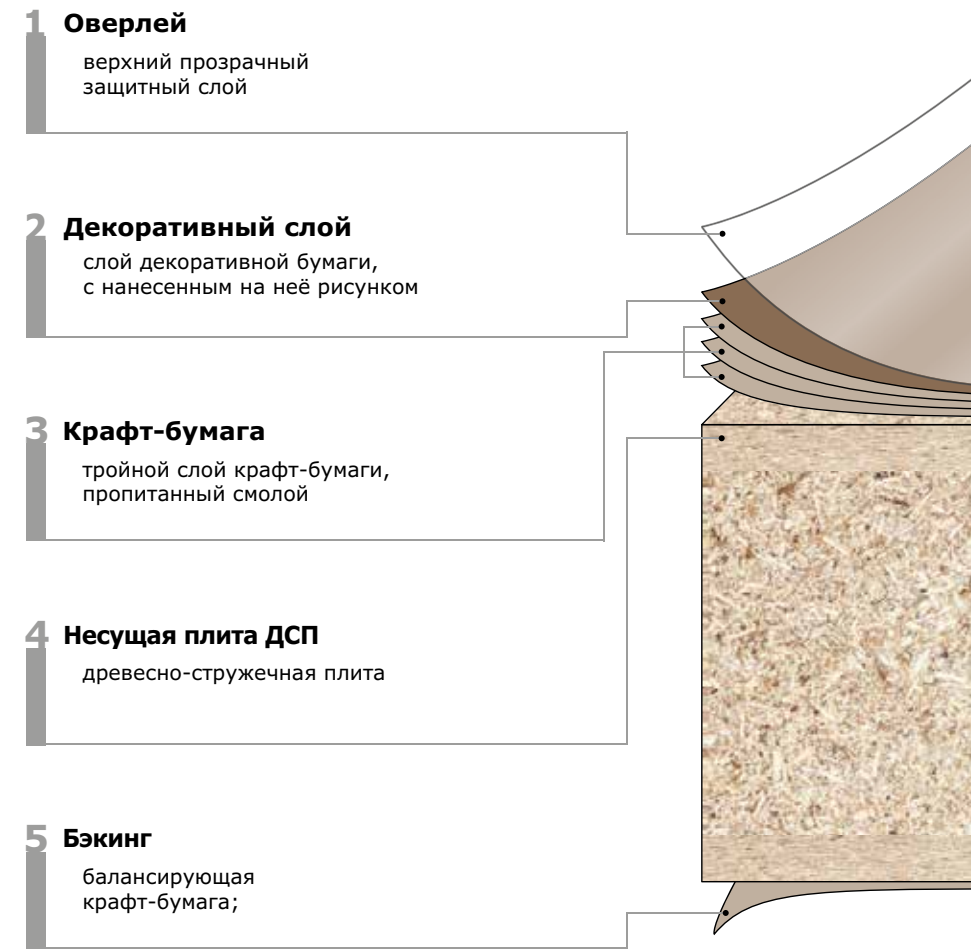 1 Оверлей
верхний прозрачный
защитный слой
2 Декоративный слой
слой декоративной бумаги,
с нанесенным на неё рисунком
3 Крафт-бумага
тройной слой крафт-бумаги,
пропитанный смолой
4 Несущая плита ДСП
древесно-стружечная плита
5 Бэкинг
балансирующая
крафт-бумага;